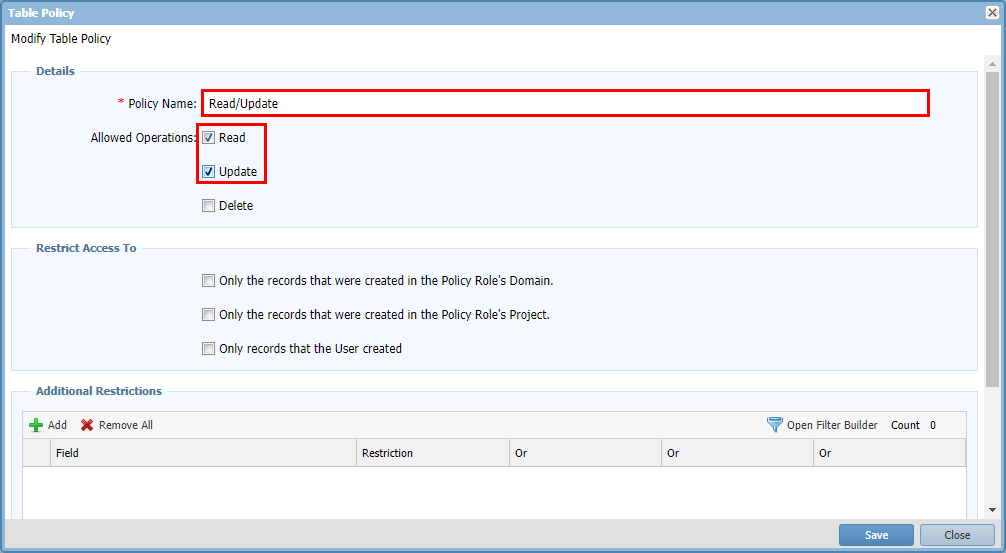 Table Policy
Modify Table Policy
Details
* Policy Name: Read/Update
Allowed Operations: Read
Update
Delete
Restrict Access To
Only the records that were created in the Policy Role's Domain.
Only the records that were created in the Policy Role's Project.
Only records that the User created
Additional Restrictions
Add Remove All Open Filter Builder Count 0
Field Restriction Or Or Or
Save Close